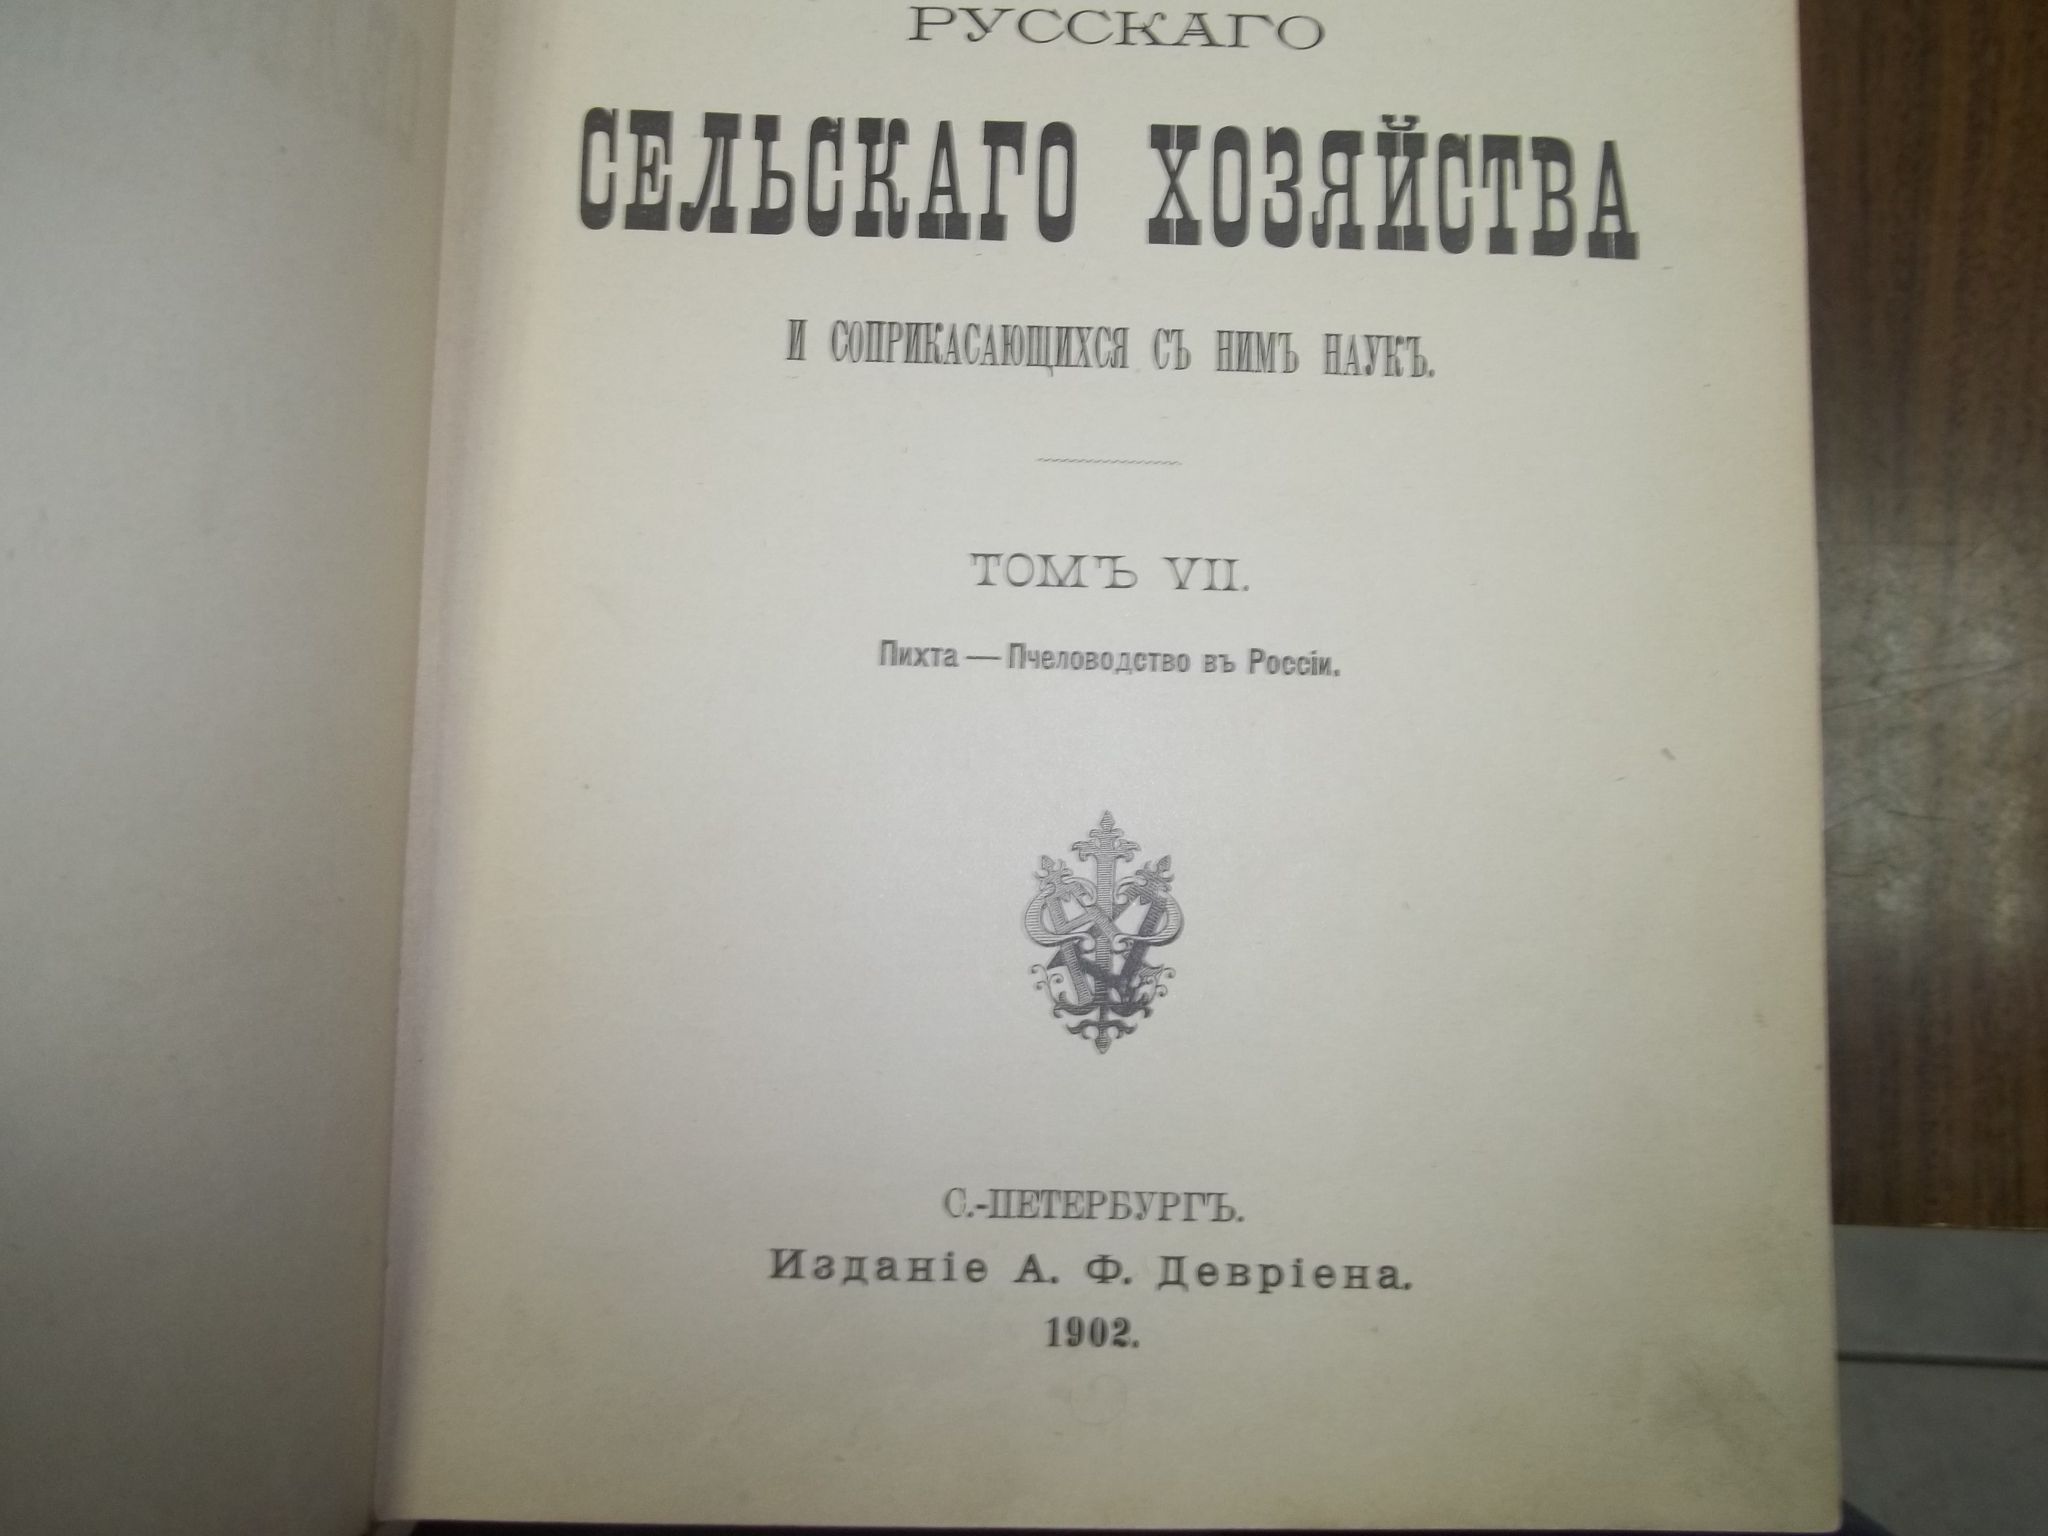 РУССКАГО
СЕЛЬСКАГО ХОЗЯЙСТВА
И СОПРИКАСАЮЩИХСЯ СЪ НИМЪ НАУКЪ.
ТОМЪ VII.
Пихта — Пчеловодство въ Россіи.
С.-ПЕТЕРБУРГЪ.
Изданіе А. Ф. Девріена.
1902.